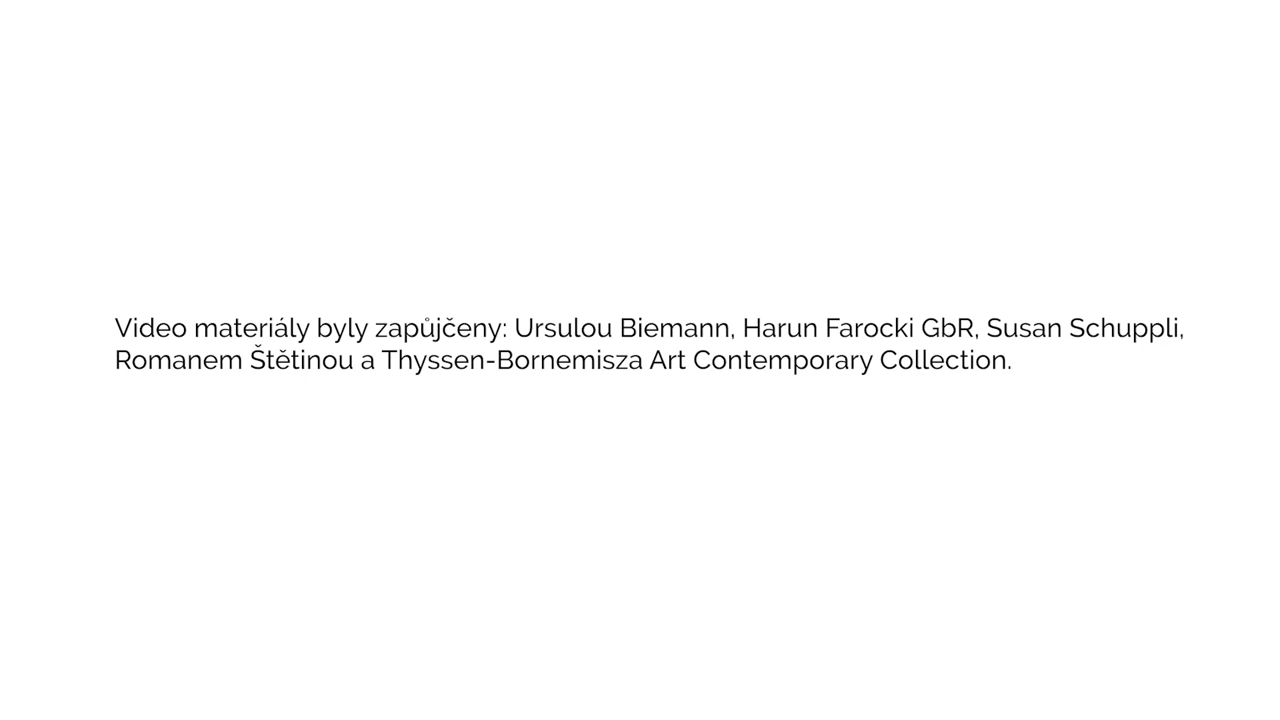 Video materiály byly zapůjčeny: Ursulou Biemann, Harun Farocki GbR, Susan Schuppli,
Romanem Štětinou a Thyssen-Bornemisza Art Contemporary Collection.